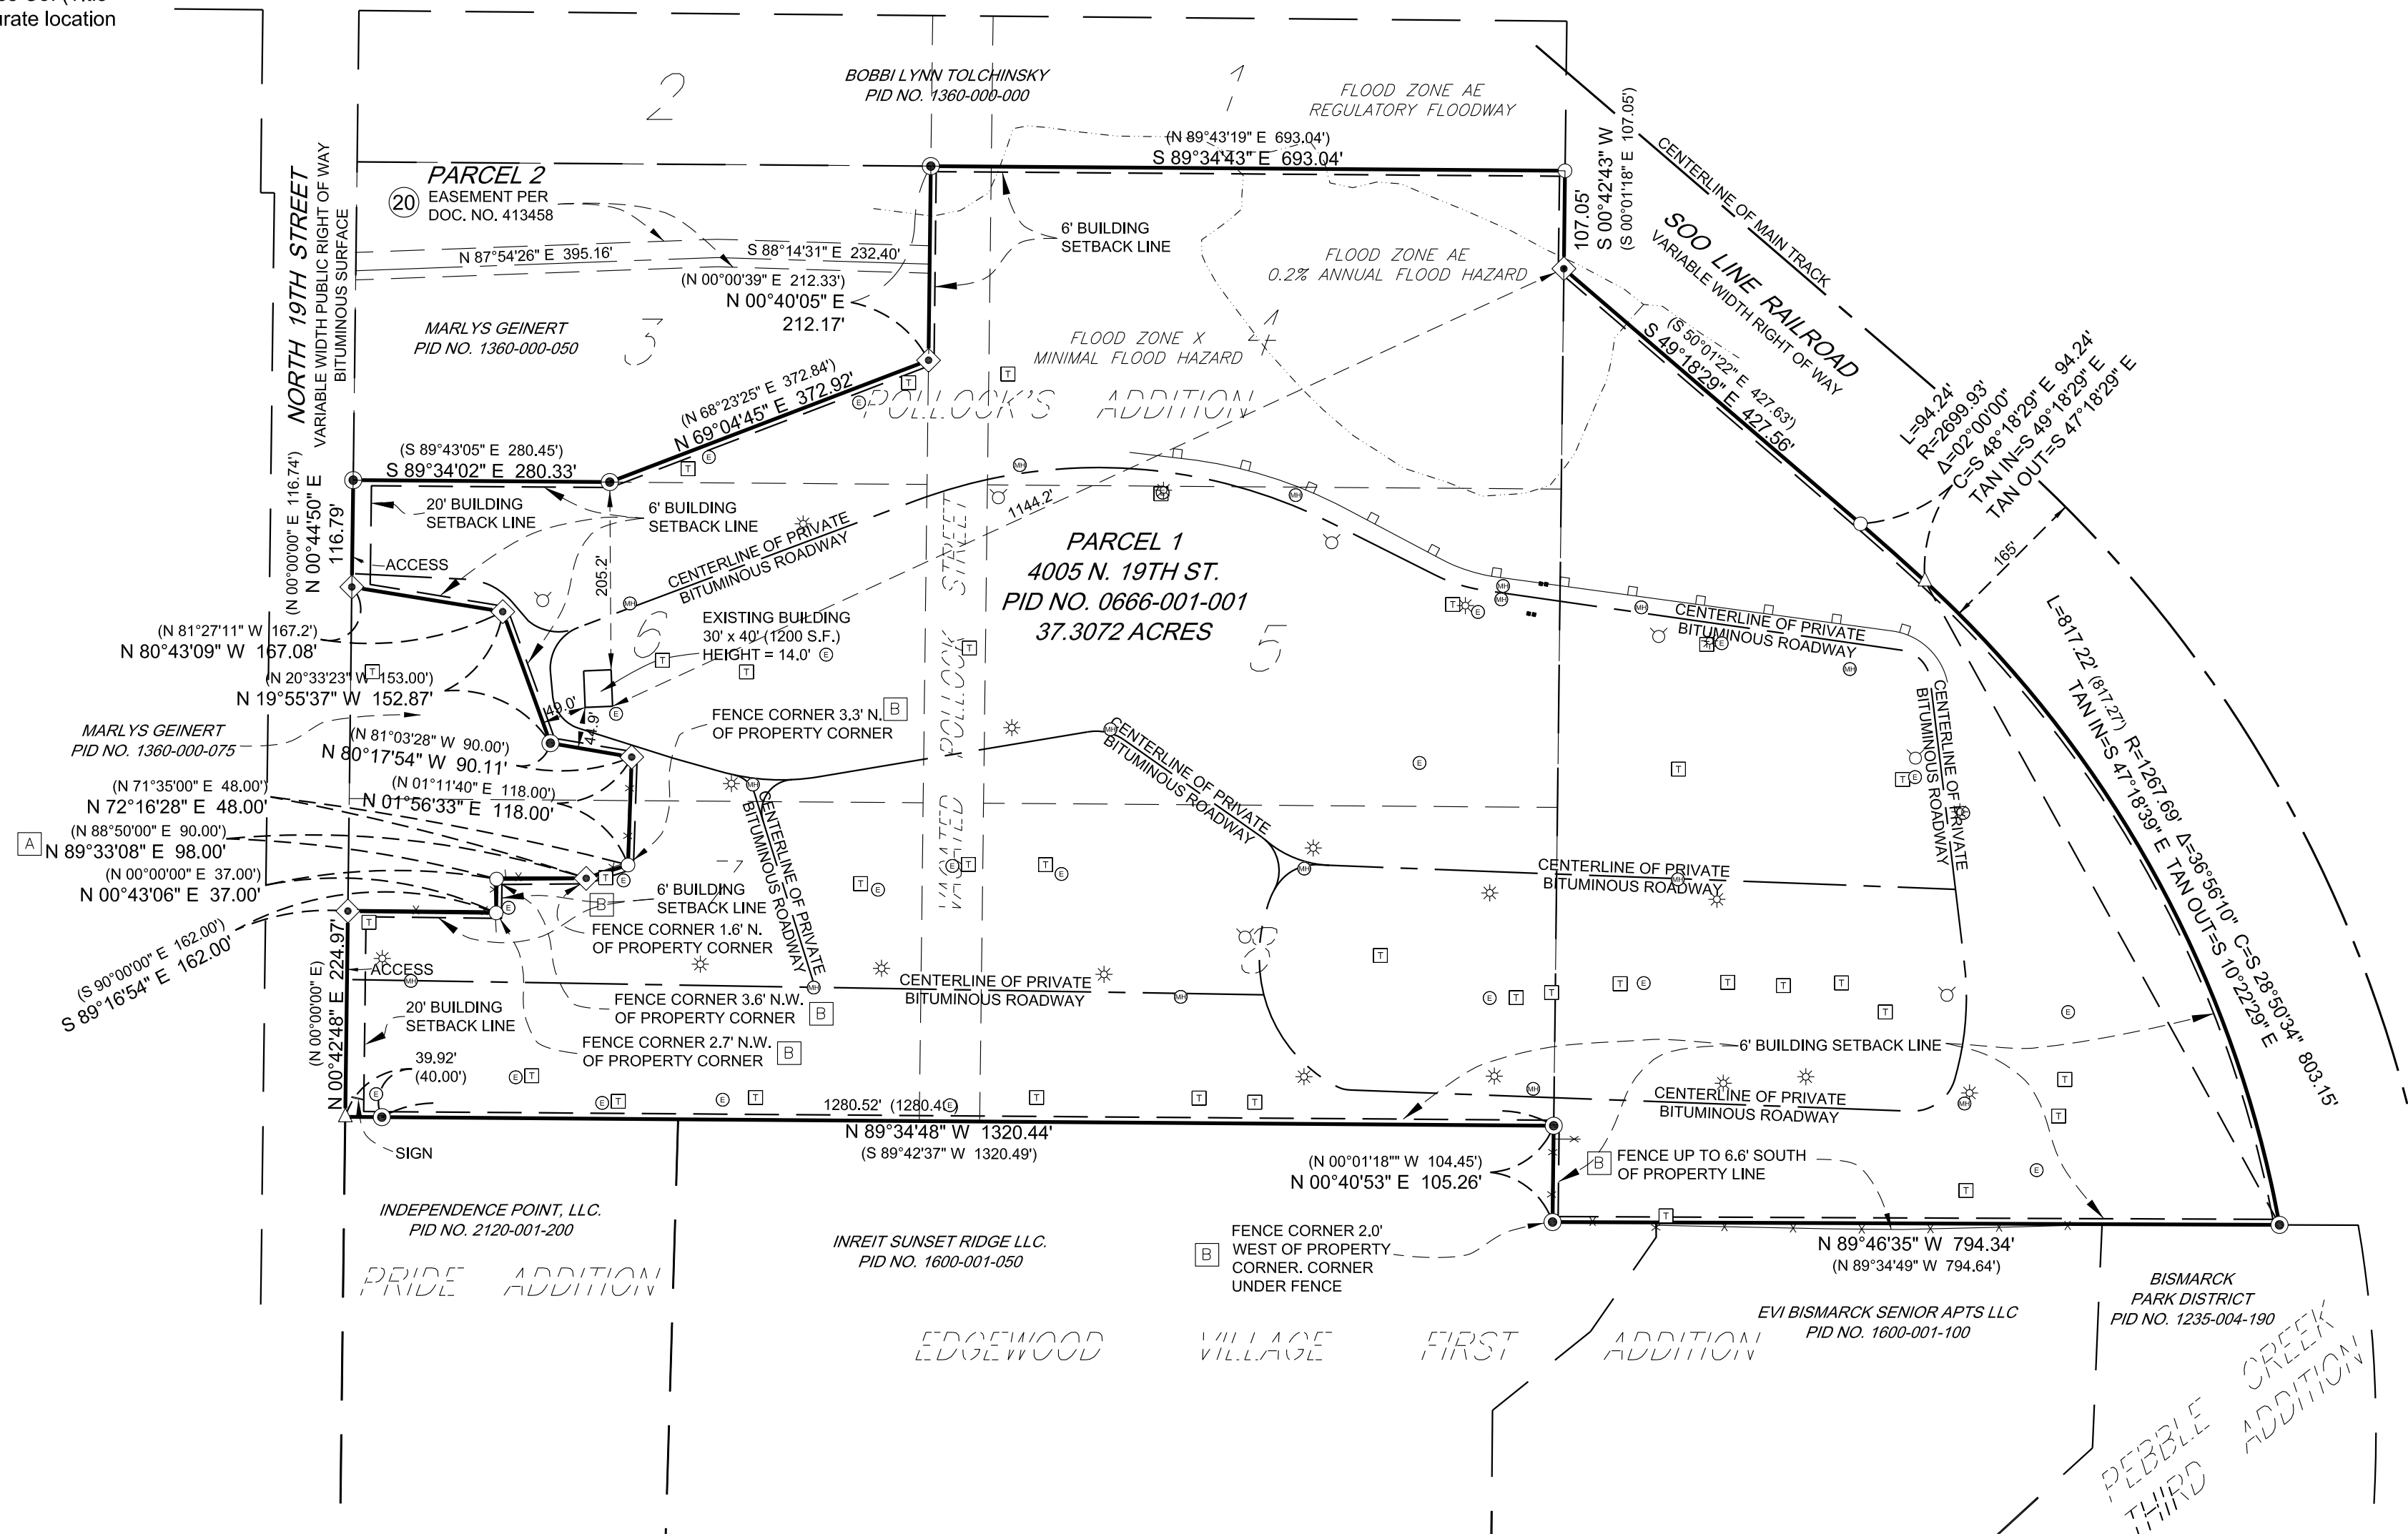 urate location
BOBBI LYNN TOLCHINSKY
PID NO. 1360-000-000
2
1
FLOOD ZONE AE
REGULATORY FLOODWAY
(N 89°43'19" E 693.04')
S 89°34'43" E 693.04'
107.05'
S 00°42'43" W
(S 00°01'18" E 107.05')
CENTERLINE OF MAIN TRACK
SOO LINE RAILROAD
VARIABLE WIDTH RIGHT OF WAY
NORTH 19TH STREET
VARIABLE WIDTH PUBLIC RIGHT OF WAY
BITUMINOUS SURFACE
PARCEL 2
20
EASEMENT PER
DOC. NO. 413458
N 87°54'26" E 395.16'
S 88°14'31" E 232.40'
(N 00°00'39" E 212.33')
N 00°40'05" E
212.17'
6' BUILDING
SETBACK LINE
FLOOD ZONE AE
0.2% ANNUAL FLOOD HAZARD
MARLYS GEINERT
PID NO. 1360-000-050
3
FLOOD ZONE X
MINIMAL FLOOD HAZARD
4
(S 50°01'22" E 427.63')
S 49°18'29" E 427.56'
L=94.24'
R=2699.93'
Δ=02°00'00"
C=S 48°18'29" E 94.24'
TAN IN=S 49°18'29" E
TAN OUT=S 47°18'29" E
(N 68°23'25" E 372.84')
N 69°04'45" E 372.92'
POLLOCK'S ADDITION
(S 89°43'05" E 280.45')
S 89°34'02" E 280.33'
(N 00°00'00" E 116.74')
N 00°44'50" E
116.79'
20' BUILDING
SETBACK LINE
6' BUILDING
SETBACK LINE
ACCESS
205.2'
1144.2'
CENTERLINE OF PRIVATE
BITUMINOUS ROADWAY
PARCEL 1
4005 N. 19TH ST.
PID NO. 0666-001-001
37.3072 ACRES
165'
CENTERLINE OF PRIVATE
BITUMINOUS ROADWAY
L=817.22' (817.27') R=1267.69' Δ=36°56'10" C=S 28°50'34" 803.15'
TAN IN=S 47°18'39" E TAN OUT=S 10°22'29" E
(N 81°27'11" W 167.2')
N 80°43'09" W 167.08'
6
EXISTING BUILDING
30' x 40' (1200 S.F.)
HEIGHT = 14.0'
5
(N 20°33'23" W 153.00')
N 19°55'37" W 152.87'
49.0'
44.9'
MARLYS GEINERT
PID NO. 1360-000-075
(N 81°03'28" W 90.00')
N 80°17'54" W 90.11'
FENCE CORNER 3.3' N.
OF PROPERTY CORNER
B
VACATED POLLOCK STREET
CENTERLINE OF PRIVATE
BITUMINOUS ROADWAY
CENTERLINE OF PRIVATE
BITUMINOUS ROADWAY
(N 71°35'00" E 48.00')
N 72°16'28" E 48.00'
(N 01°11'40" E 118.00')
N 01°56'33" E 118.00'
CENTERLINE OF PRIVATE
BITUMINOUS ROADWAY
A
(N 88°50'00" E 90.00')
N 89°33'08" E 98.00'
(N 00°00'00" E 37.00')
N 00°43'06" E 37.00'
7
6' BUILDING
SETBACK LINE
B
FENCE CORNER 1.6' N.
OF PROPERTY CORNER
CENTERLINE OF PRIVATE
BITUMINOUS ROADWAY
(S 90°00'00" E 162.00')
S 89°16'54" E 162.00'
(N 00°00'00" E)
N 00°42'48" E 224.97'
ACCESS
8
CENTERLINE OF PRIVATE
BITUMINOUS ROADWAY
20' BUILDING
SETBACK LINE
FENCE CORNER 3.6' N.W.
OF PROPERTY CORNER
B
FENCE CORNER 2.7' N.W.
OF PROPERTY CORNER
B
39.92'
(40.00')
6' BUILDING SETBACK LINE
CENTERLINE OF PRIVATE
BITUMINOUS ROADWAY
1280.52'
N 89°34'48" W 1320.44'
(S 89°42'37" W 1320.49')
SIGN
(N 00°01'18"" W 104.45')
N 00°40'53" E 105.26'
B
FENCE UP TO 6.6' SOUTH
OF PROPERTY LINE
INDEPENDENCE POINT, LLC.
PID NO. 2120-001-200
INREIT SUNSET RIDGE LLC.
PID NO. 1600-001-050
B
FENCE CORNER 2.0'
WEST OF PROPERTY
CORNER. CORNER
UNDER FENCE
N 89°46'35" W 794.34'
(N 89°34'49" W 794.64')
PRIDE ADDITION
EVI BISMARCK SENIOR APTS LLC
PID NO. 1600-001-100
BISMARCK
PARK DISTRICT
PID NO. 1235-004-190
EDGEWOOD VILLAGE FIRST ADDITION
PEBBLE CREEK
THIRD ADDITION